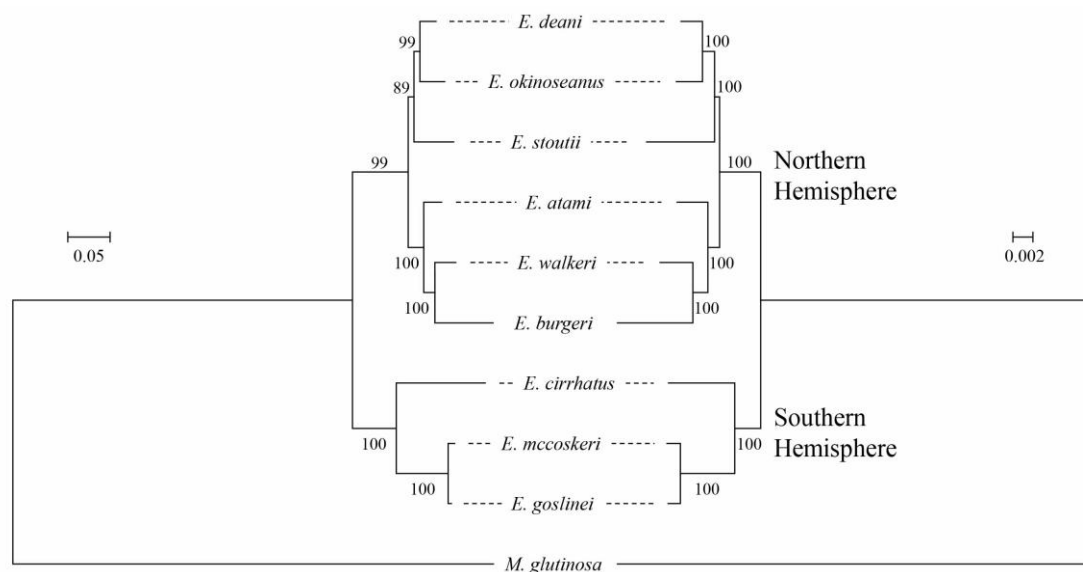 E. deani
99
100
E. okinoseanus
89
100
E. stoutii
99
100
Northern
Hemisphere
E. atami
0.05
0.002
E. walkeri
100
100
100
100
E. burgeri
E. cirrhatus
Southern
Hemisphere
100
100
E. mccoskeri
100
100
E. goslinei
M. glutinosa